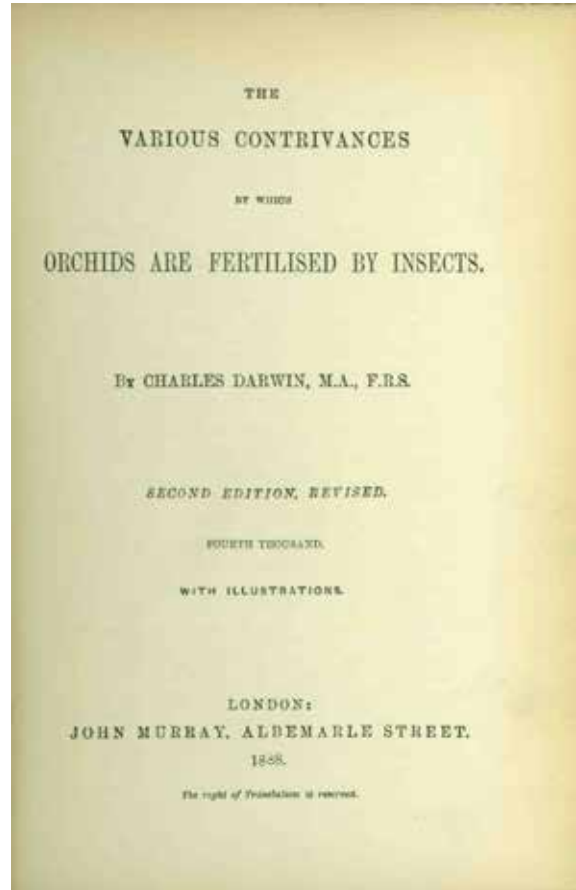 THE
VARIOUS CONTRIVANCES
BY WHICH
ORCHIDS ARE FERTILISED BY INSECTS.
By CHARLES DARWIN, M.A., F.R.S.
SECOND EDITION, REVISED.
FOURTH THOUSAND.
WITH ILLUSTRATIONS.
LONDON:
JOHN MURRAY, ALBEMARLE STREET.
1888.
The right of Translation is reserved.